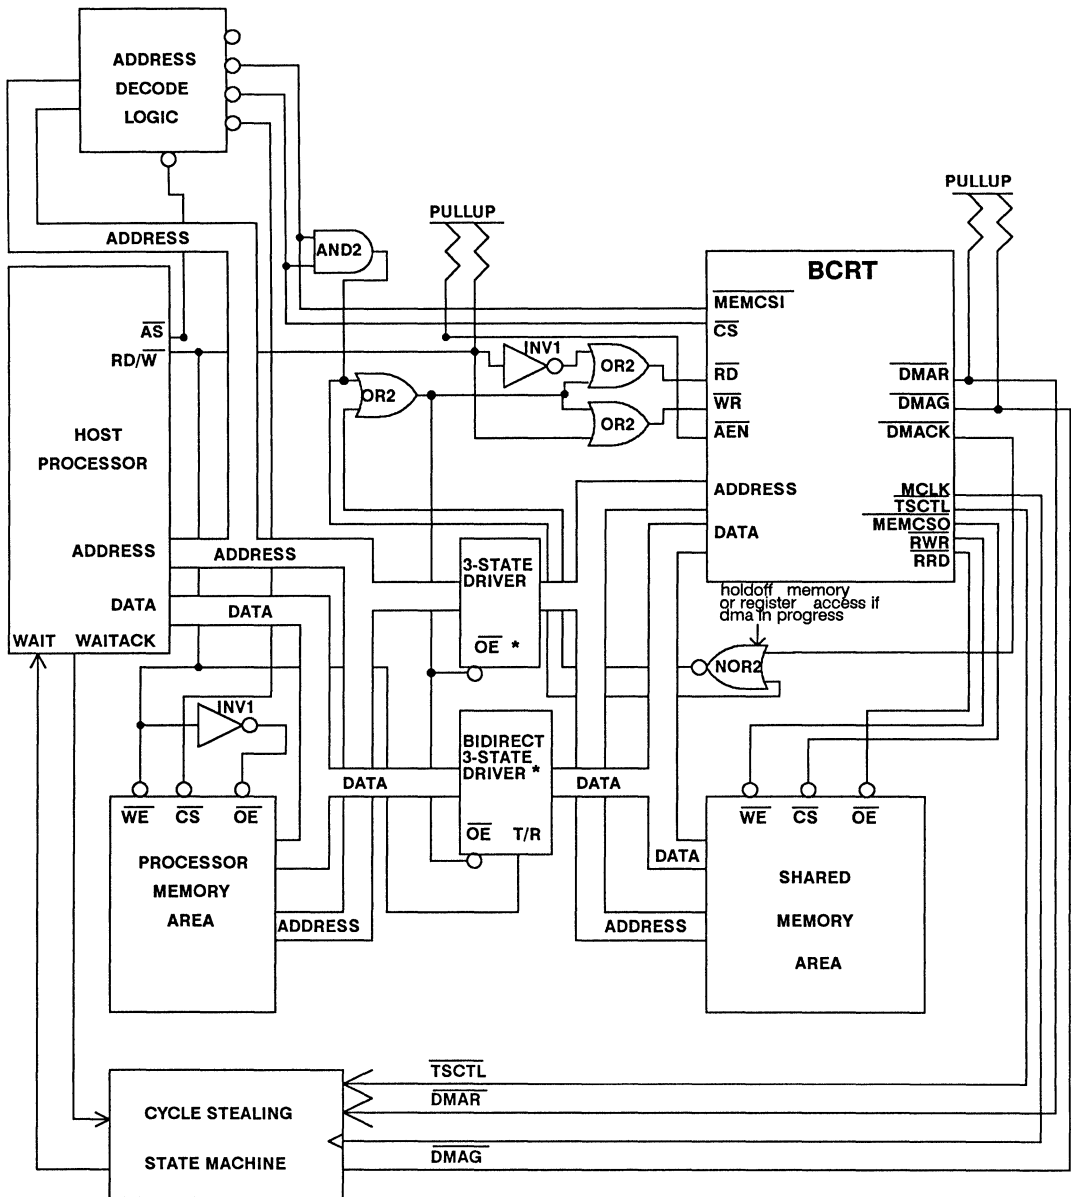 ADDRESS
DECODE
LOGIC
PULLUP
PULLUP
ADDRESS
AND2
BCRT
MEMCSI
CS
AS
RD/W
INV1
OR2
RD
DMAR
OR2
OR2
WR
DMAG
AEN
DMACK
HOST
PROCESSOR
ADDRESS
MCLK
TSCTL
MEMCSO
DATA
RWR
RRD
ADDRESS
ADDRESS
3-STATE
DRIVER
OE *
holdoff memory
or register access if
dma in progress
DATA
DATA
WAIT WAITACK
NOR2
INV1
BIDIRECT
3-STATE
DRIVER *
DATA
DATA
OE T/R
WE CS OE
PROCESSOR
MEMORY
AREA
ADDRESS
WE CS OE
DATA
SHARED
MEMORY
AREA
ADDRESS
TSCTL
DMAR
DMAG
CYCLE STEALING
STATE MACHINE